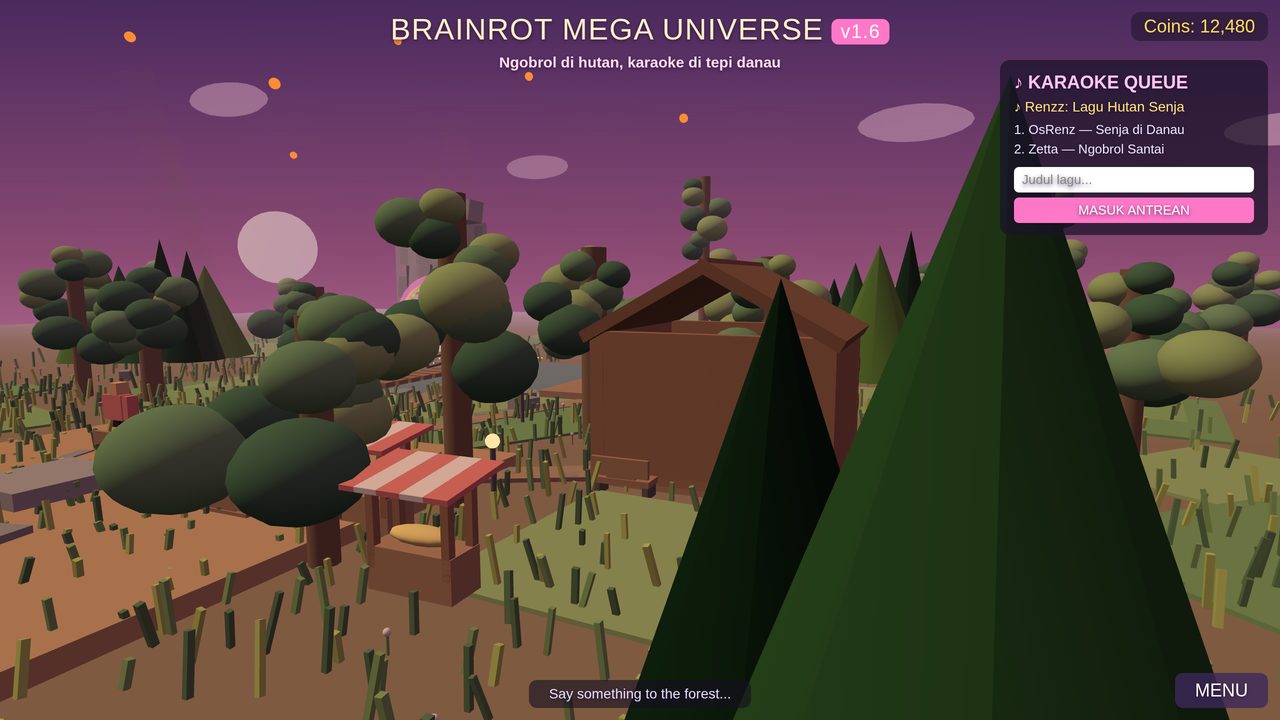 BRAINROT MEGA UNIVERSE v1.6
Ngobrol di hutan, karaoke di tepi danau
Coins: 12,480
♪ KARAOKE QUEUE
♪ Renzz: Lagu Hutan Senja
1. OsRenz — Senja di Danau
2. Zetta — Ngobrol Santai
Judul lagu...
MASUK ANTREAN
Say something to the forest...
MENU